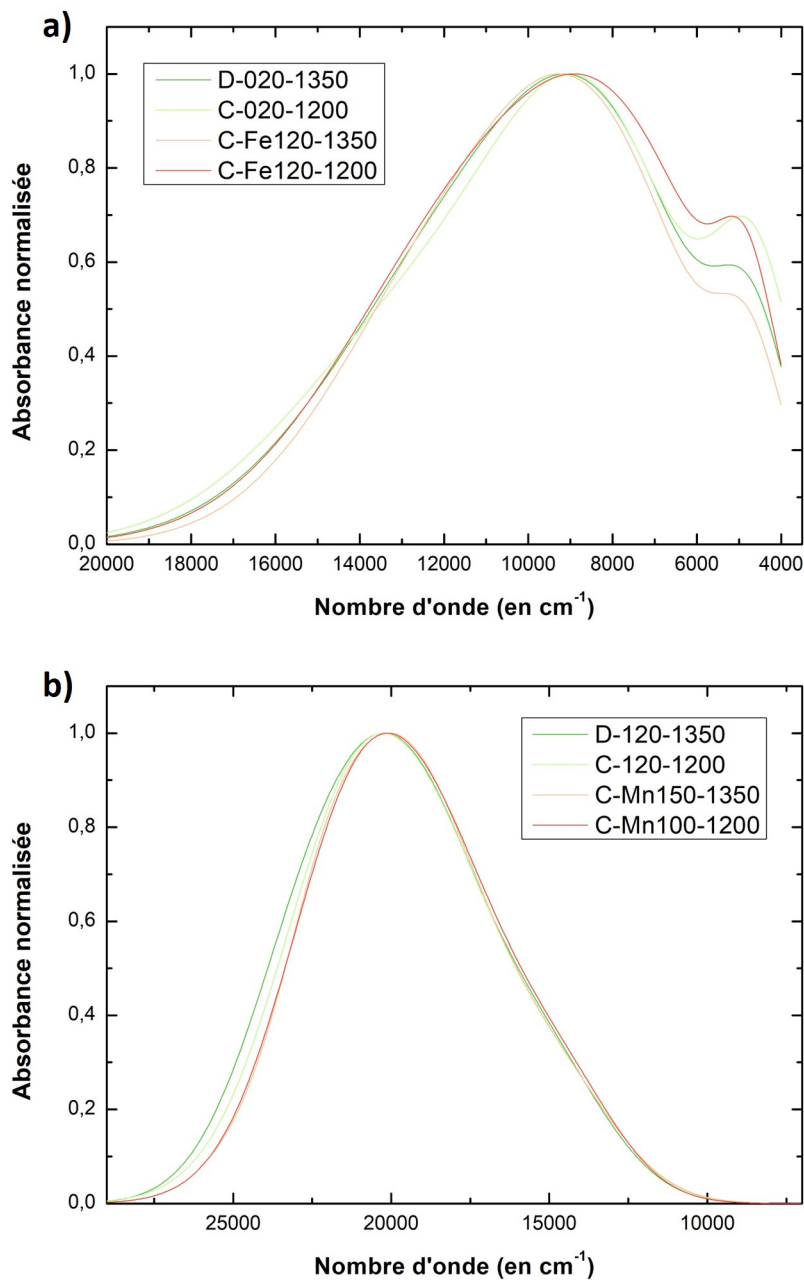 a)
Absorbance normalisée
1,0
0,8
0,6
0,4
0,2
0,0
D-020-1350
C-020-1200
C-Fe120-1350
C-Fe120-1200
20000 18000 16000 14000 12000 10000 8000 6000 4000
Nombre d'onde (en cm⁻¹)
b)
Absorbance normalisée
1,0
0,8
0,6
0,4
0,2
0,0
D-120-1350
C-120-1200
C-Mn150-1350
C-Mn100-1200
25000 20000 15000 10000
Nombre d'onde (en cm⁻¹)